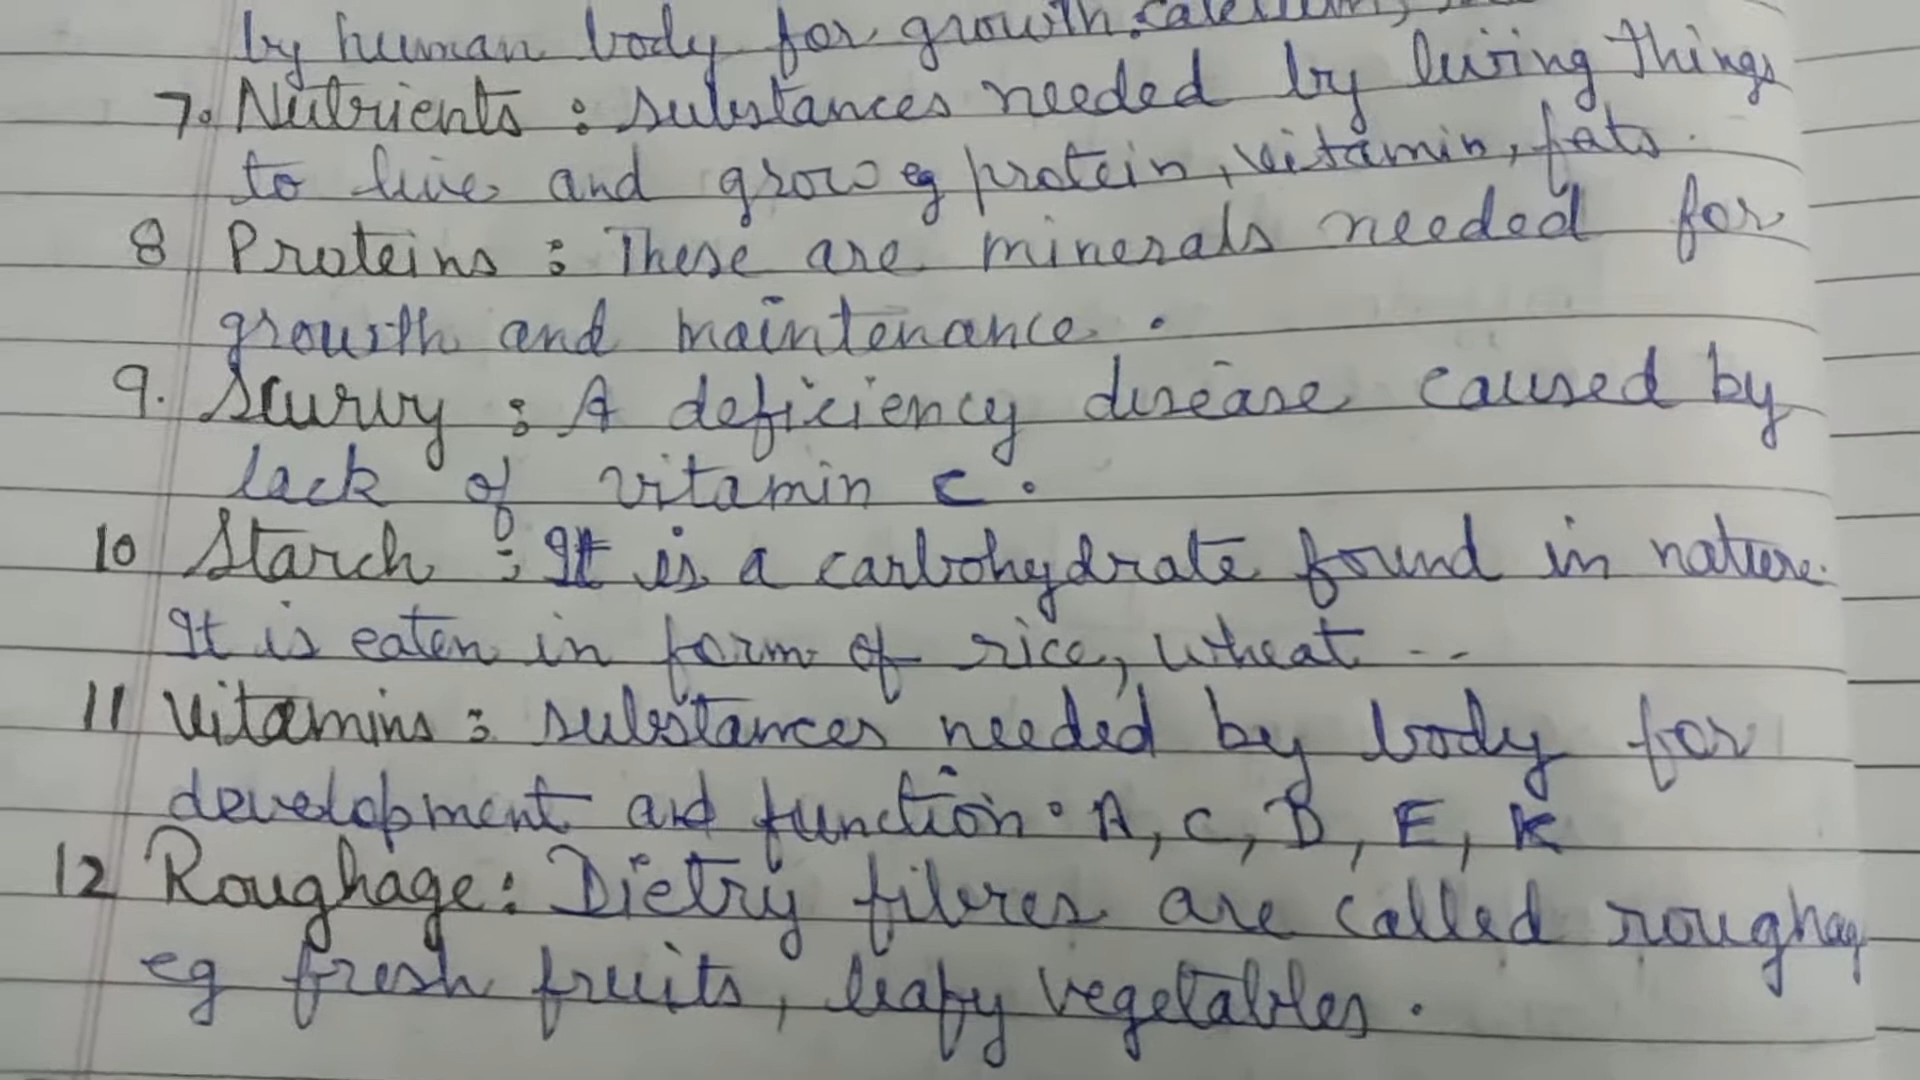 by human body for growth. calcium,
7. Nutrients : substances needed by living things
to live and grow eg protein, vitamin, fats.
8 Proteins : These are minerals needed for
growth and maintenance.
9. Scurvy : A deficiency disease caused by
lack of vitamin c.
10 Starch : It is a carbohydrate found in nature.
It is eaten in form of rice, wheat ..
11 Vitamins : substances needed by body for
development and function. A, C, B, E, K
12 Roughage : Dietry fibres are called roughag
eg fresh fruits, leafy vegetables.